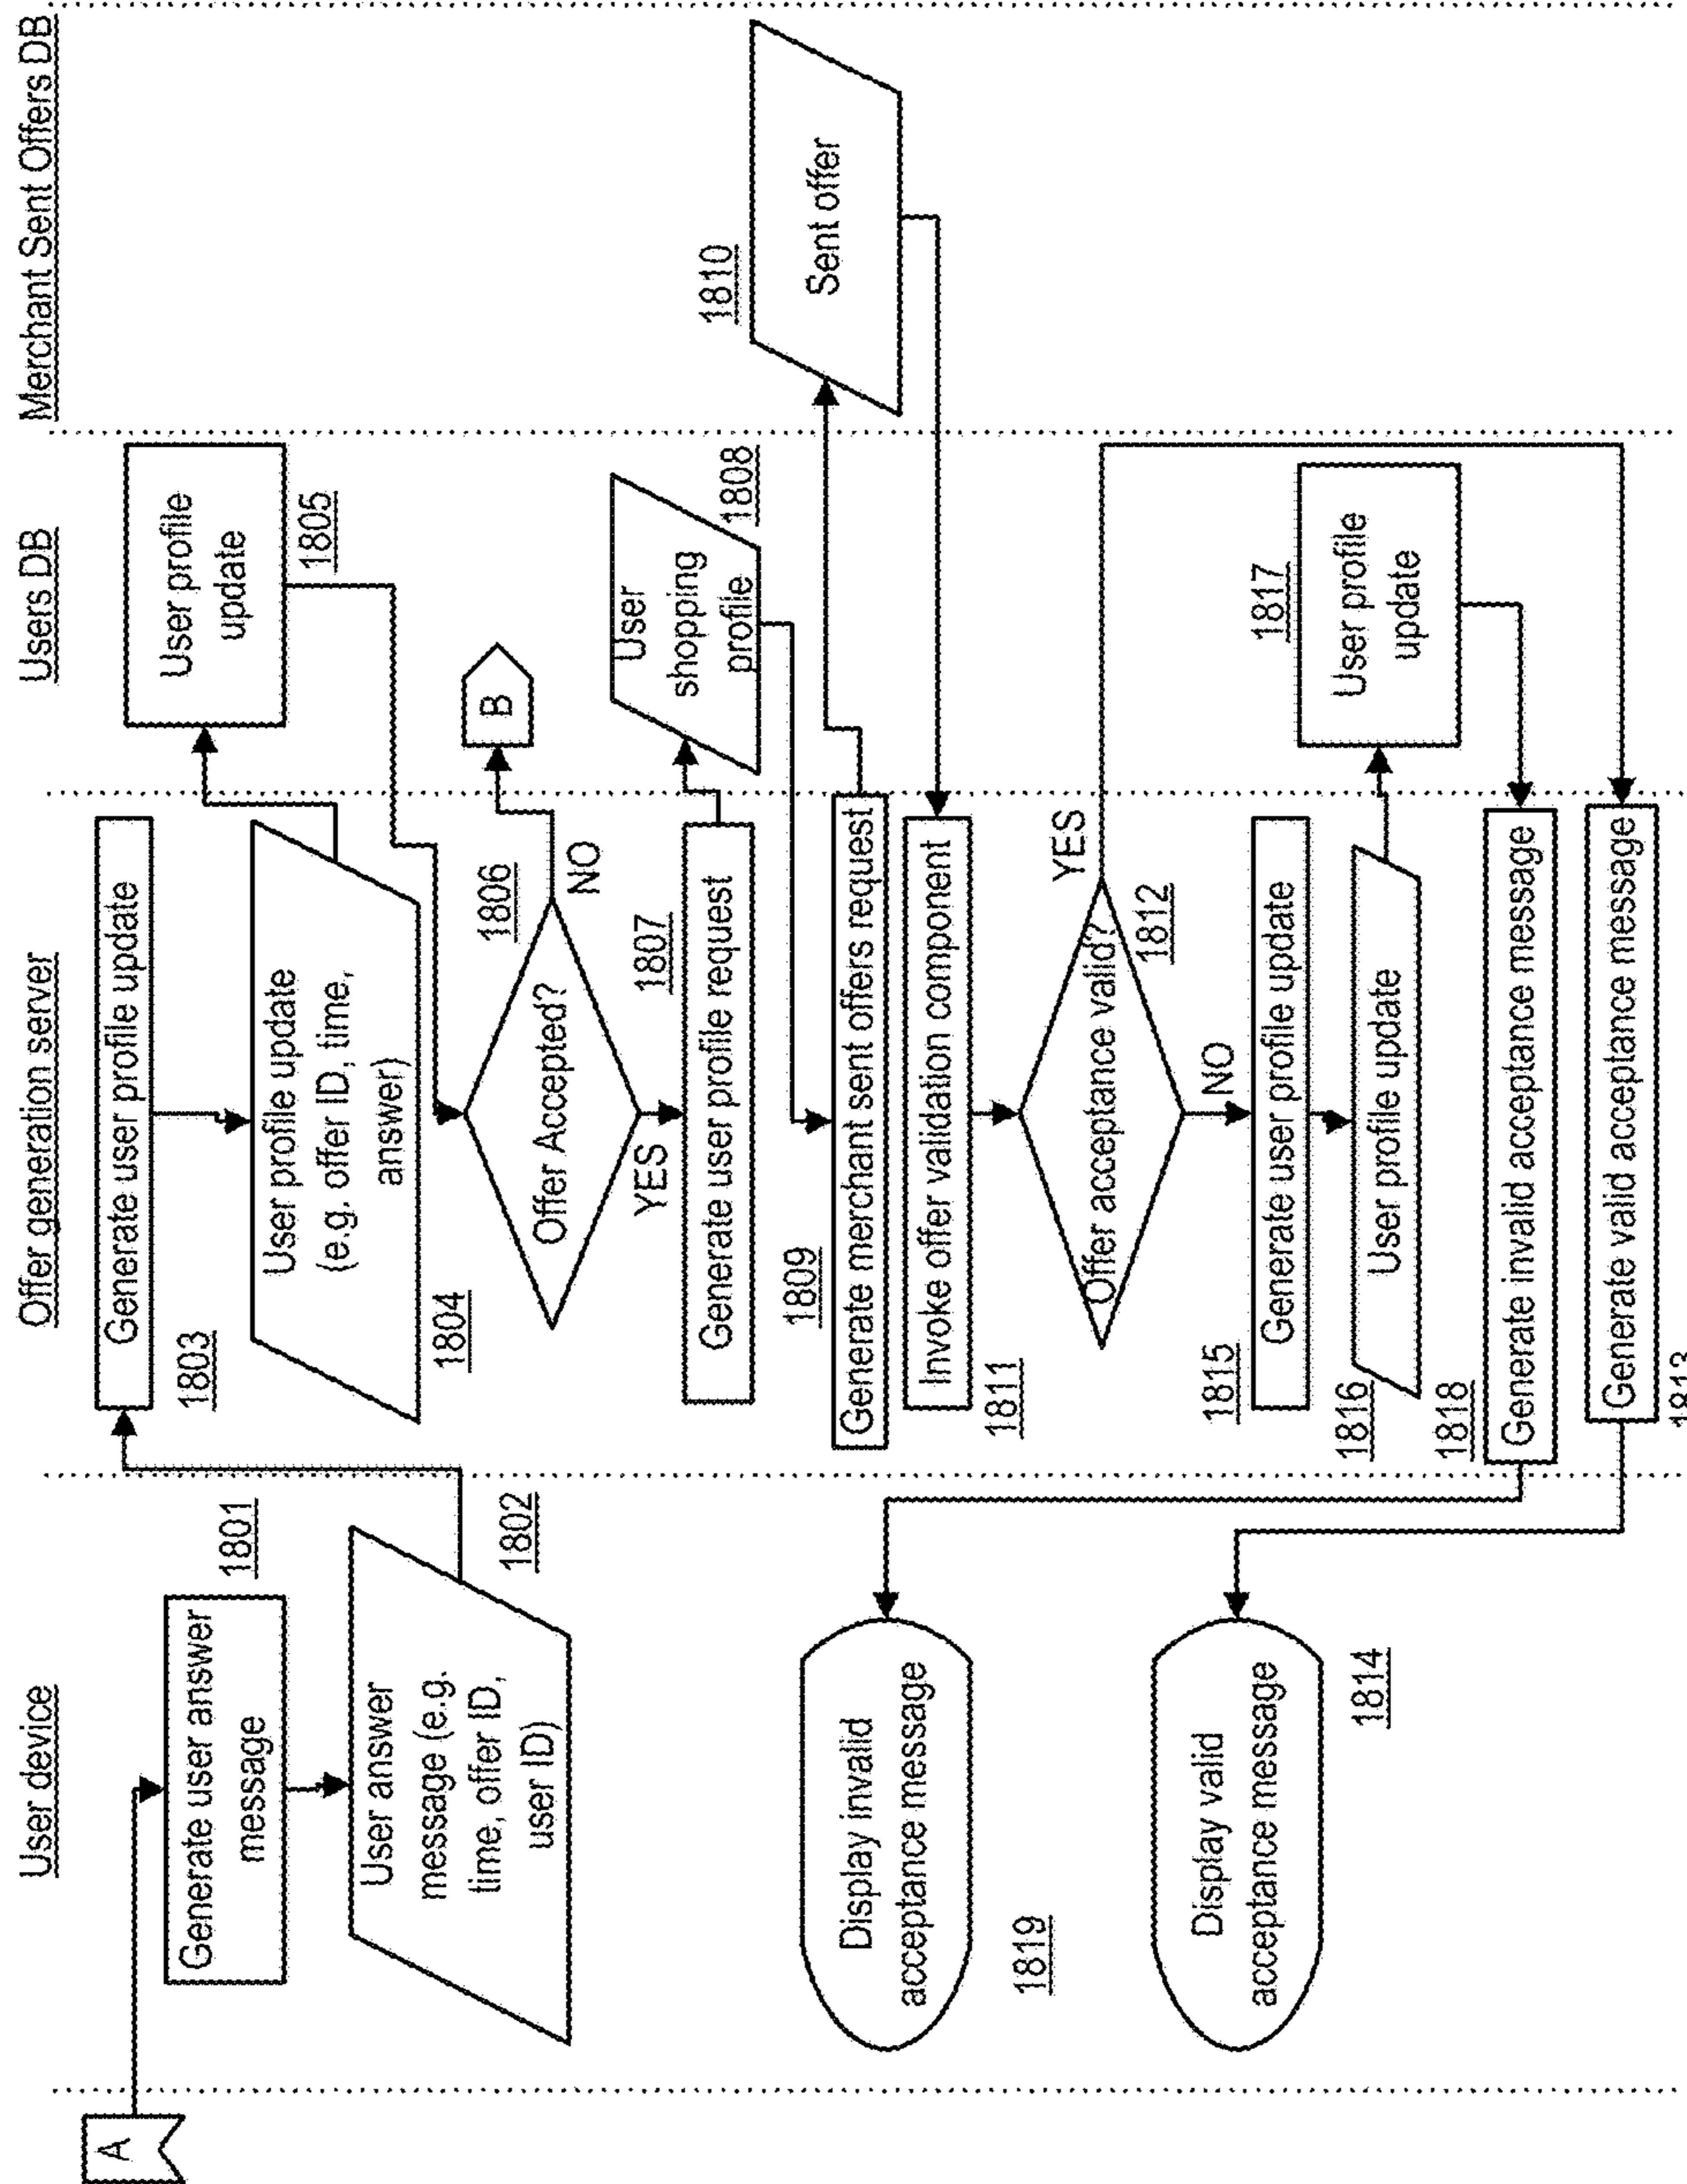 A
User device
Generate user answer
message
1801
User answer
message (e.g.
time, offer ID,
user ID)
1802
Display invalid
acceptance message
1819
Display valid
acceptance message
1814
Offer generation server
Generate user profile update
1803
User profile update
(e.g. offer ID, time,
answer)
1804
Offer Accepted?
1806
NO
YES
1807
Generate user profile request
1809
Generate merchant sent offers request
Invoke offer validation component
1811
Offer acceptance valid?
YES
1812
NO
1815
Generate user profile update
User profile update
1816
1818
Generate invalid acceptance message
Generate valid acceptance message
1813
Users DB
User profile
update
1805
B
User
shopping
profile
1808
1817
User profile
update
Merchant Sent Offers DB
1810
Sent offer